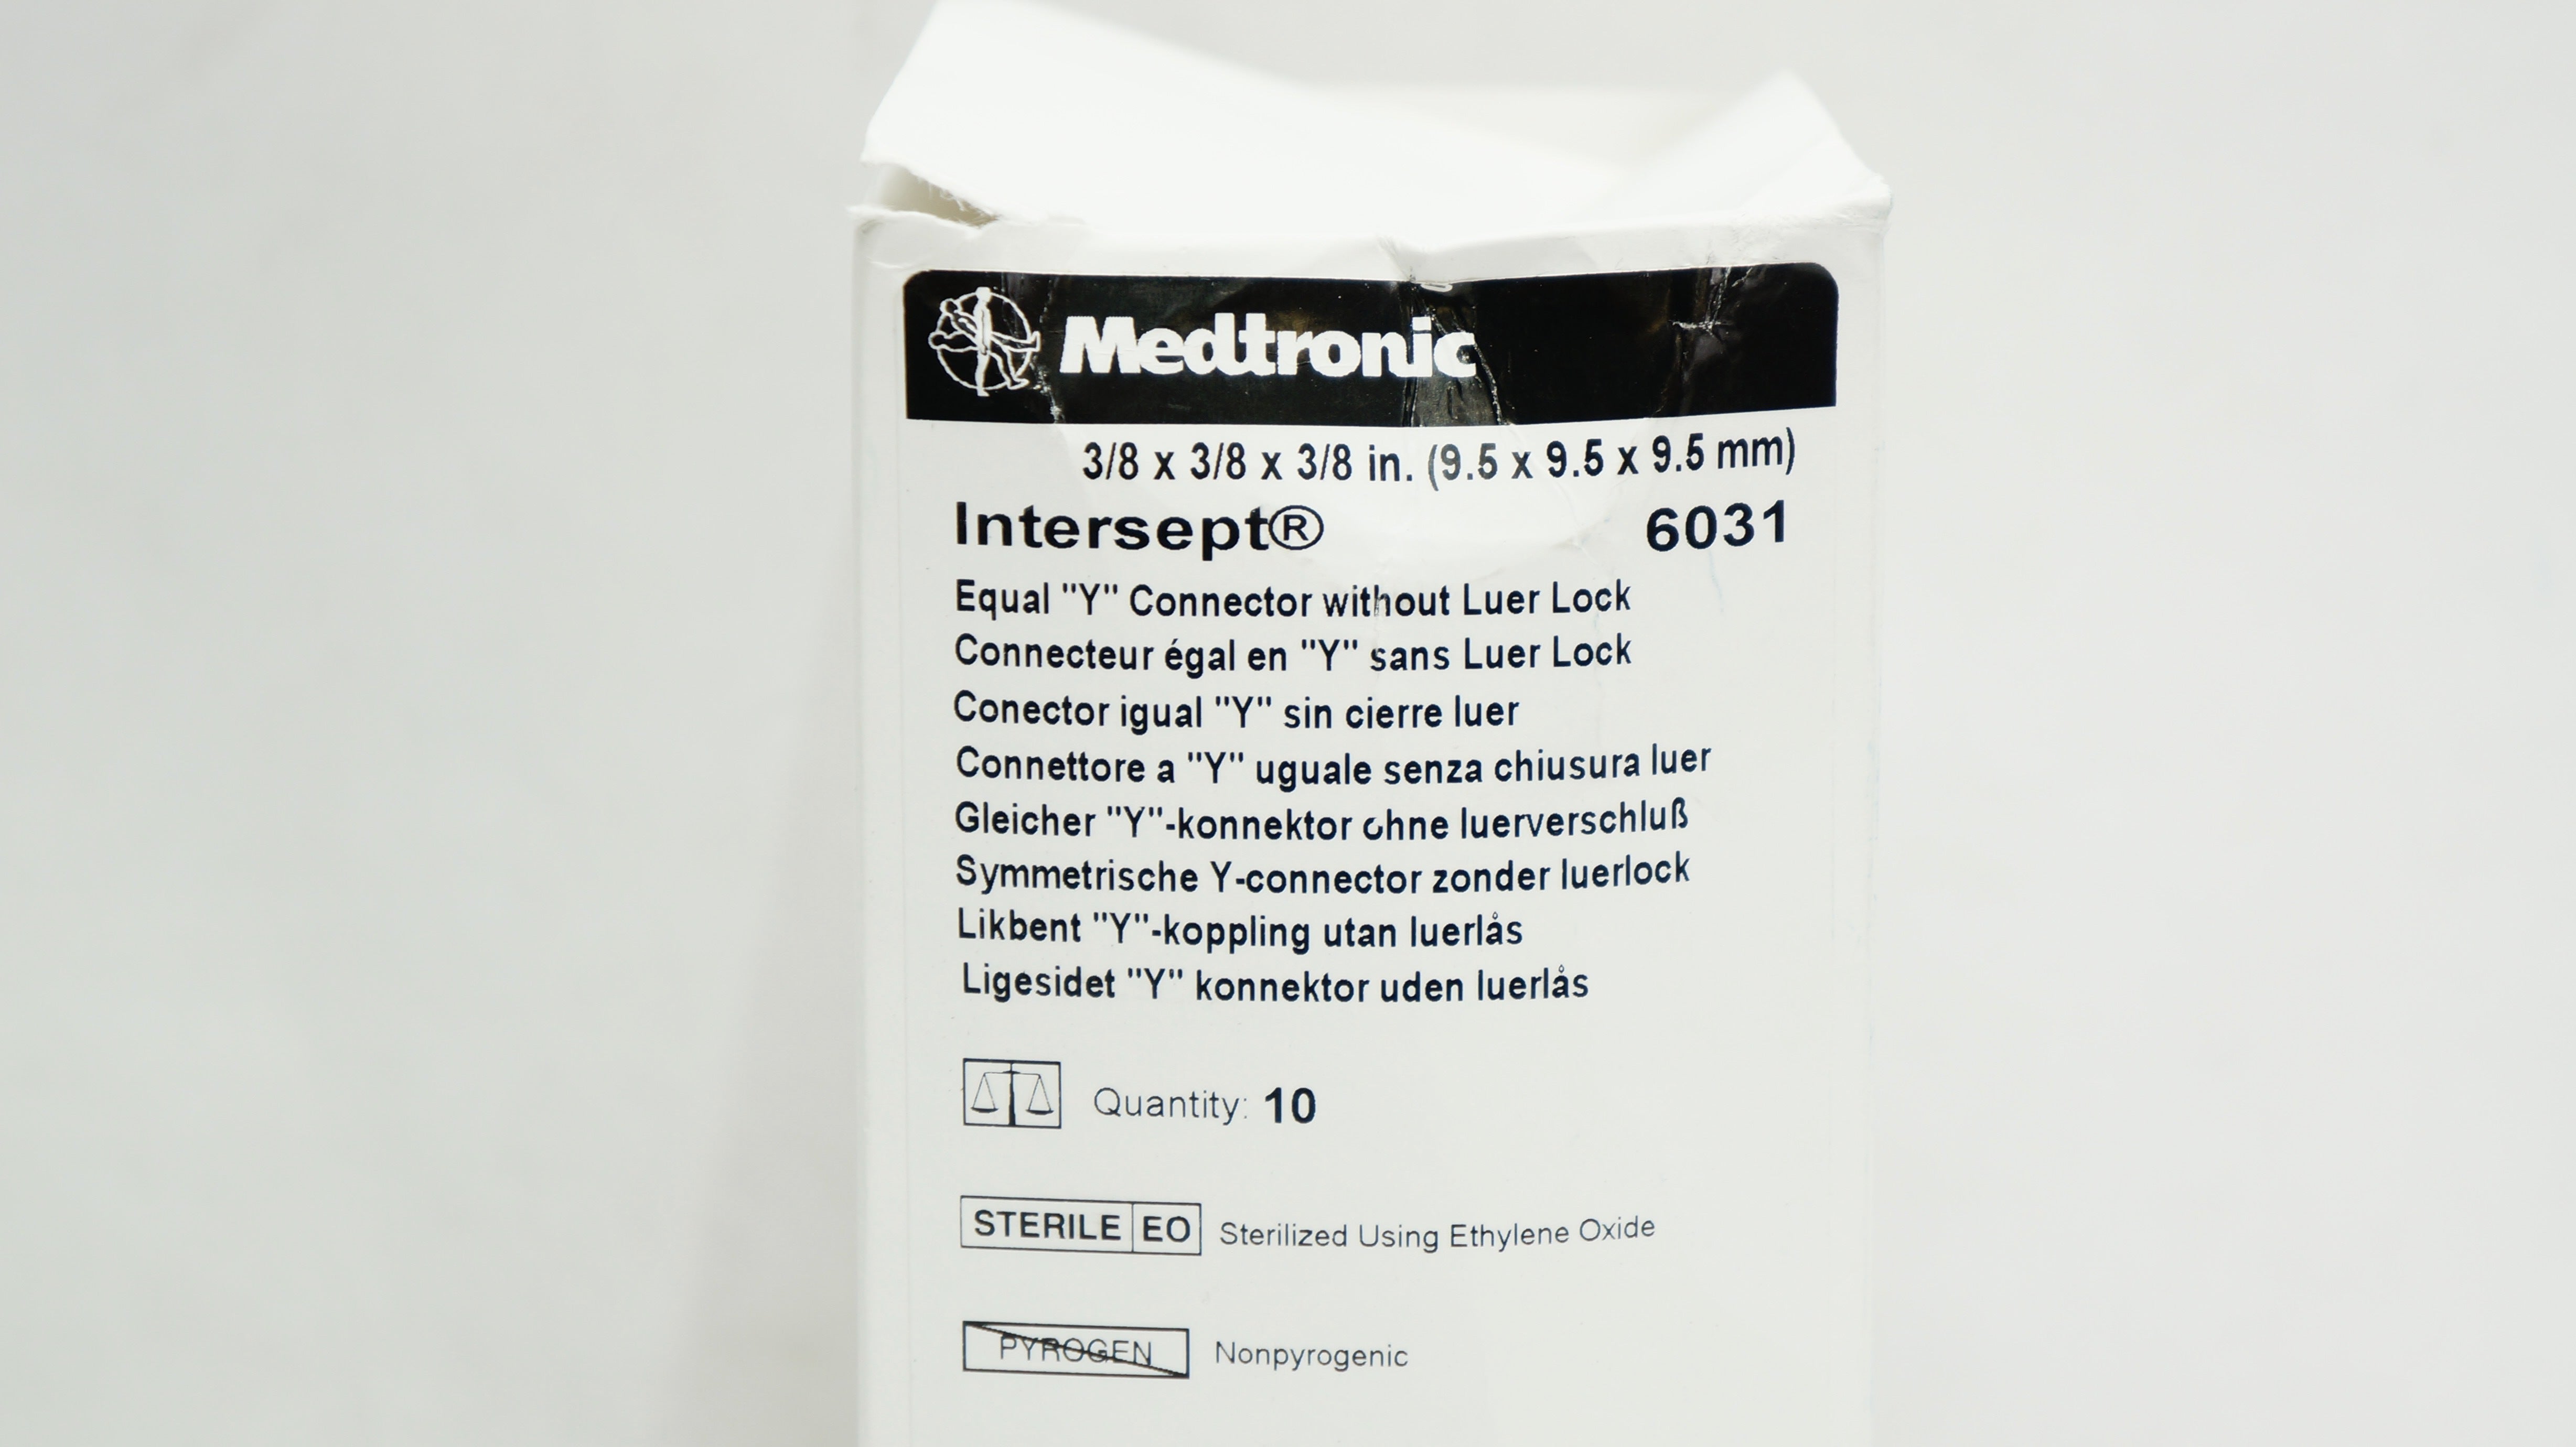 Medtronic
3/8 x 3/8 x 3/8 in. (9.5 x 9.5 x 9.5 mm)
Intersept® 6031
Equal "Y" Connector without Luer Lock
Connecteur égal en "Y" sans Luer Lock
Conector igual "Y" sin cierre luer
Connettore a "Y" uguale senza chiusura luer
Gleicher "Y"-konnektor ohne luerverschluß
Symmetrische Y-connector zonder luerlock
Likbent "Y"-koppling utan luerlås
Ligesidet "Y" konnektor uden luerlås
Quantity: 10
STERILE EO Sterilized Using Ethylene Oxide
PYROGEN Nonpyrogenic